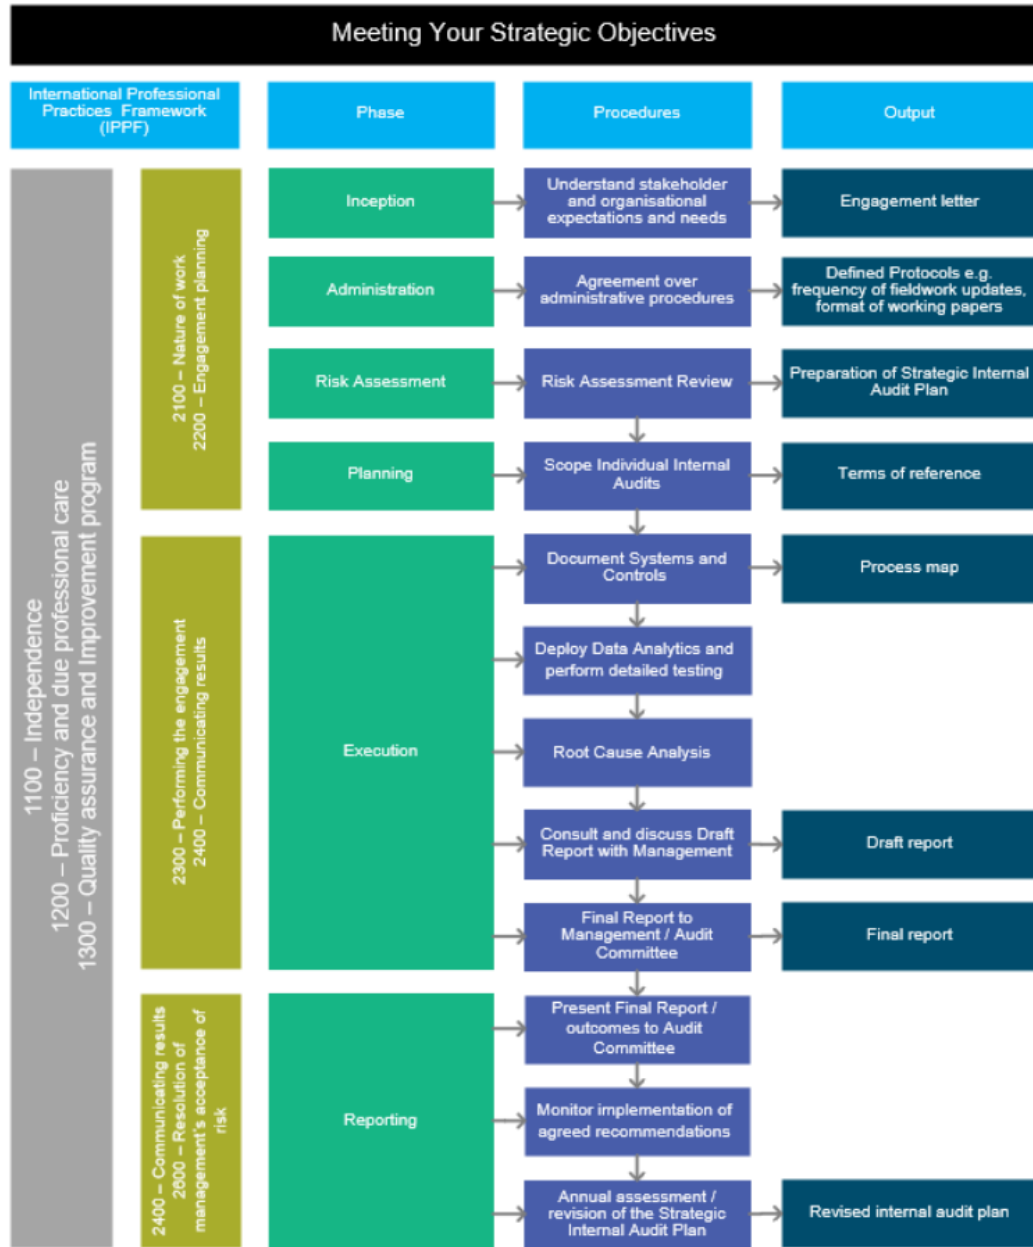 Meeting Your Strategic Objectives
International Professional
Practices Framework
(IPPF)
Phase
Procedures
Output
1100 – Independence
1200 – Proficiency and due professional care
1300 – Quality assurance and Improvement program
2100 – Nature of work
2200 – Engagement planning
Inception
Understand stakeholder
and organisational
expectations and needs
Engagement letter
Administration
Agreement over
administrative procedures
Defined Protocols e.g.
frequency of fieldwork updates,
format of working papers
Risk Assessment
Risk Assessment Review
Preparation of Strategic Internal
Audit Plan
Planning
Scope Individual Internal
Audits
Terms of reference
2300 – Performing the engagement
2400 – Communicating results
Execution
Document Systems and
Controls
Process map
Deploy Data Analytics and
perform detailed testing
Root Cause Analysis
Consult and discuss Draft
Report with Management
Draft report
Final Report to
Management / Audit
Committee
Final report
2400 – Communicating results
2600 – Resolution of
management's acceptance of
risk
Reporting
Present Final Report /
outcomes to Audit
Committee
Monitor implementation of
agreed recommendations
Annual assessment /
revision of the Strategic
Internal Audit Plan
Revised internal audit plan